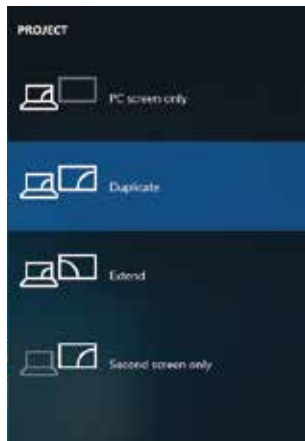 PROJECT
PC screen only
Duplicate
Extend
Second screen only